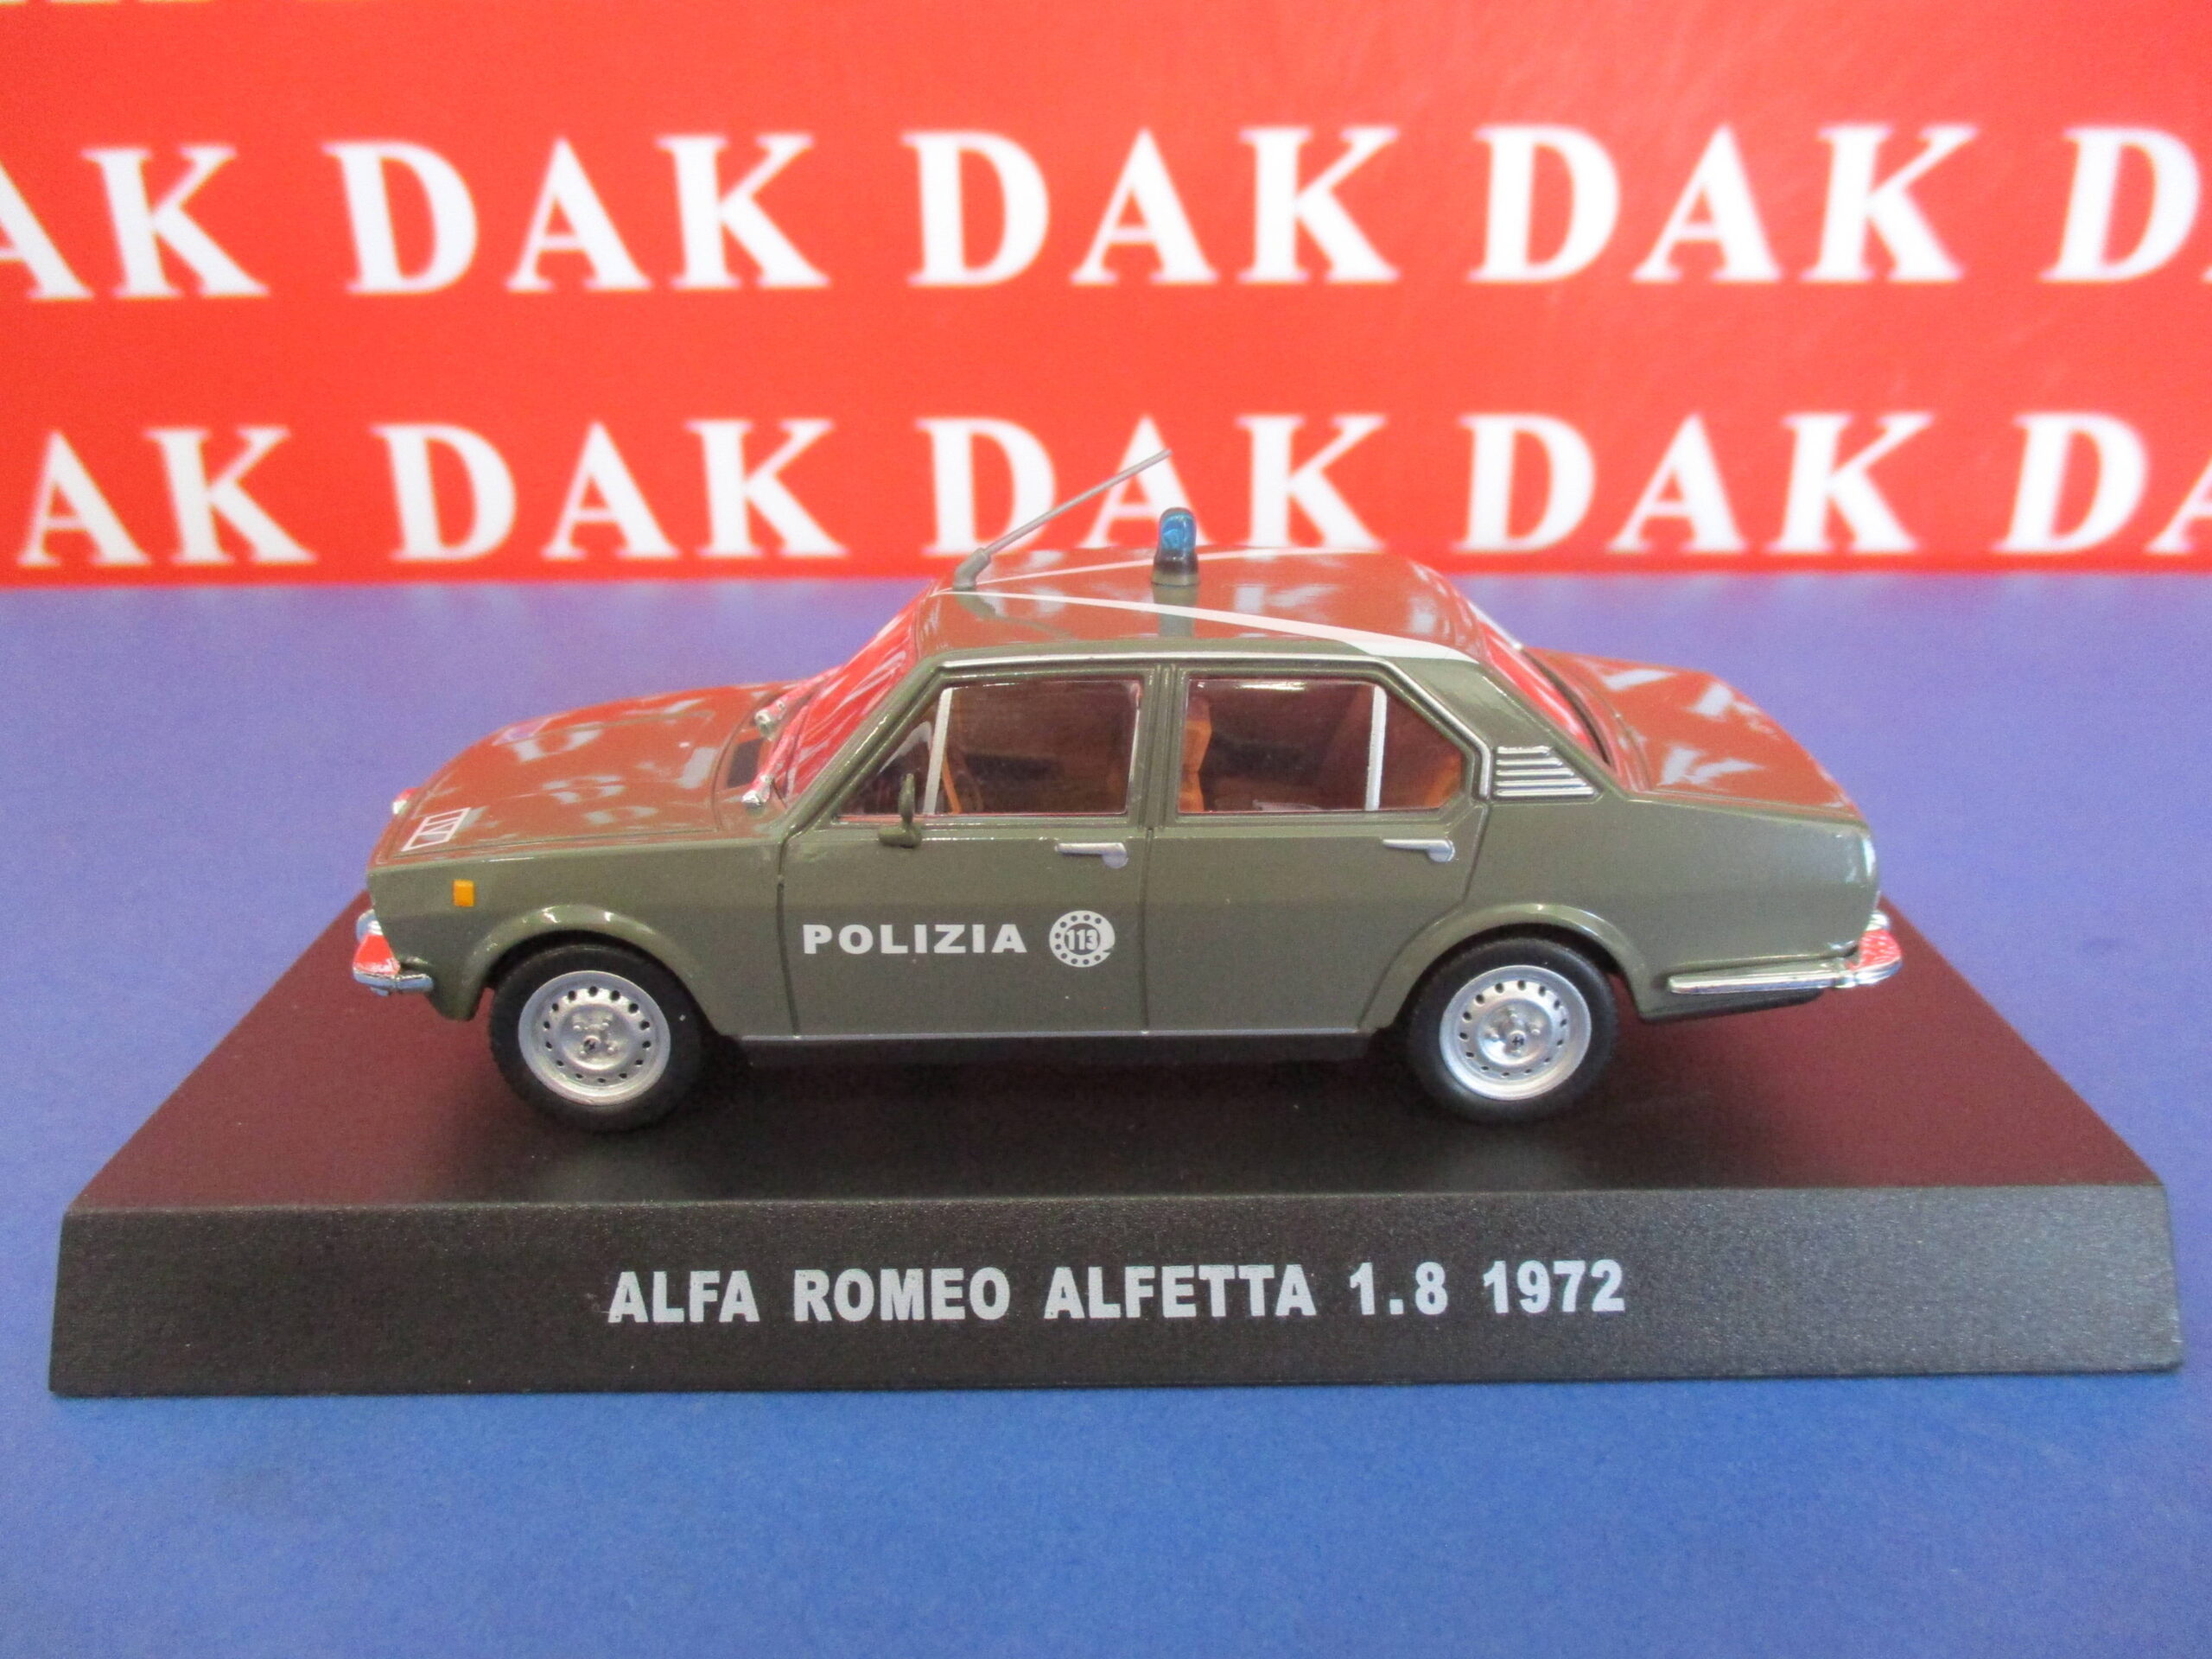 AK DAK DAK DAK D
AK DAK DAK DAK DA
POLIZIA 113
ALFA ROMEO ALFETTA 1.8 1972